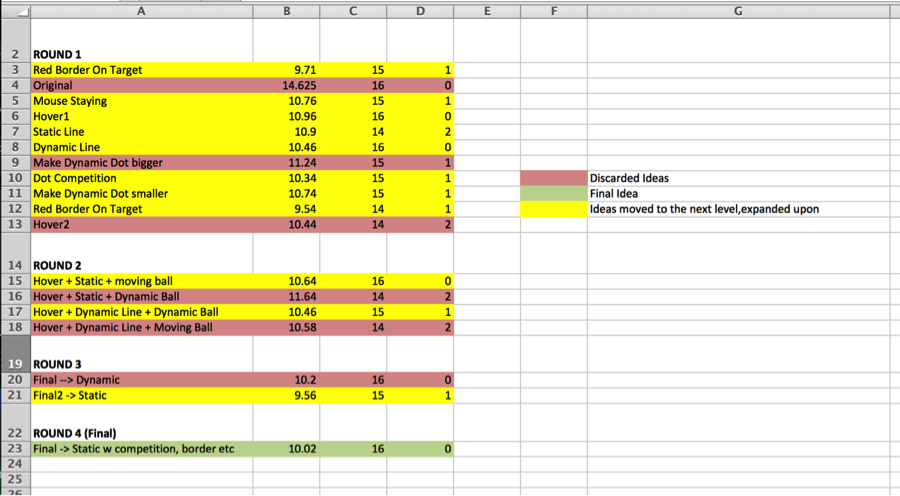 A B C D E F G
2 ROUND 1
3 Red Border On Target 9.71 15 1
4 Original 14.625 16 0
5 Mouse Staying 10.76 15 1
6 Hover1 10.96 16 0
7 Static Line 10.9 14 2
8 Dynamic Line 10.46 16 0
9 Make Dynamic Dot bigger 11.24 15 1
10 Dot Competition 10.34 15 1 Discarded Ideas
11 Make Dynamic Dot smaller 10.74 15 1 Final Idea
12 Red Border On Target 9.54 14 1 Ideas moved to the next level,expanded upon
13 Hover2 10.44 14 2
14 ROUND 2
15 Hover + Static + moving ball 10.64 16 0
16 Hover + Static + Dynamic Ball 11.64 14 2
17 Hover + Dynamic Line + Dynamic Ball 10.46 15 1
18 Hover + Dynamic Line + Moving Ball 10.58 14 2
19 ROUND 3
20 Final --> Dynamic 10.2 16 0
21 Final2 -> Static 9.56 15 1
22 ROUND 4 (Final)
23 Final -> Static w competition, border etc 10.02 16 0
24
25
26